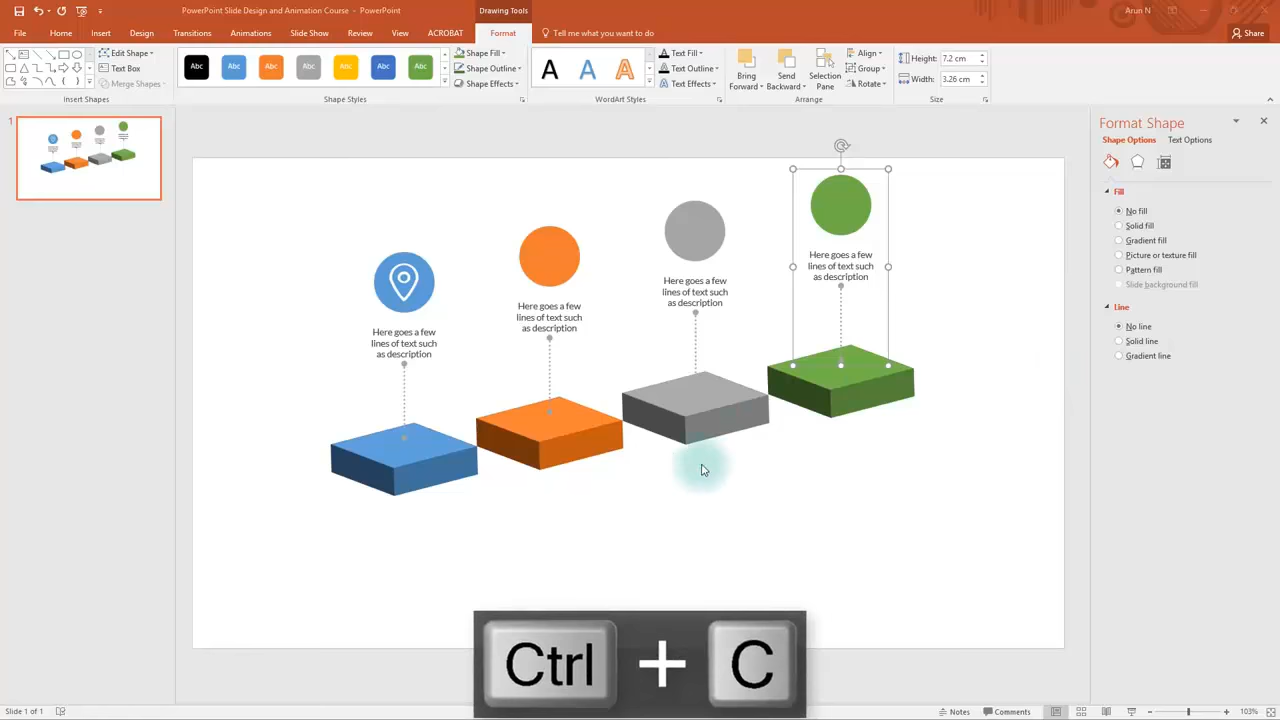 PowerPoint Slide Design and Animation Course - PowerPoint
Drawing Tools
Arun N
File Home Insert Design Transitions Animations Slide Show Review View ACROBAT Format Tell me what you want to do Share
Edit Shape
Text Box
Merge Shapes
Insert Shapes
Abc Abc Abc Abc Abc Abc Abc
Shape Fill
Shape Outline
Shape Effects
Shape Styles
A A A
Text Fill
Text Outline
Text Effects
WordArt Styles
Bring Forward
Send Backward
Selection Pane
Align
Group
Rotate
Arrange
Height: 7.2 cm
Width: 3.26 cm
Size
1
Here goes a few
lines of text such
as description
Here goes a few
lines of text such
as description
Here goes a few
lines of text such
as description
Here goes a few
lines of text such
as description
Format Shape
Shape Options Text Options
Fill
No fill
Solid fill
Gradient fill
Picture or texture fill
Pattern fill
Slide background fill
Line
No line
Solid line
Gradient line
Ctrl + C
Slide 1 of 1
Notes Comments 103%